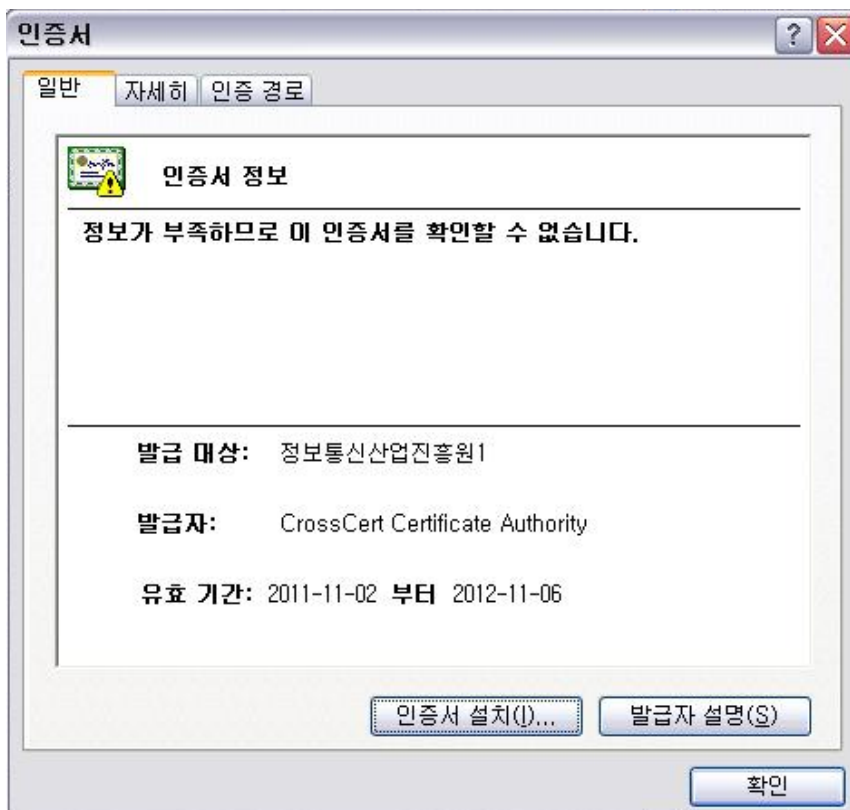 인증서
일반 자세히 인증 경로
인증서 정보
정보가 부족하므로 이 인증서를 확인할 수 없습니다.
발급 대상: 정보통신산업진흥원1
발급자: CrossCert Certificate Authority
유효 기간: 2011-11-02 부터 2012-11-06
인증서 설치(I)... 발급자 설명(S)
확인